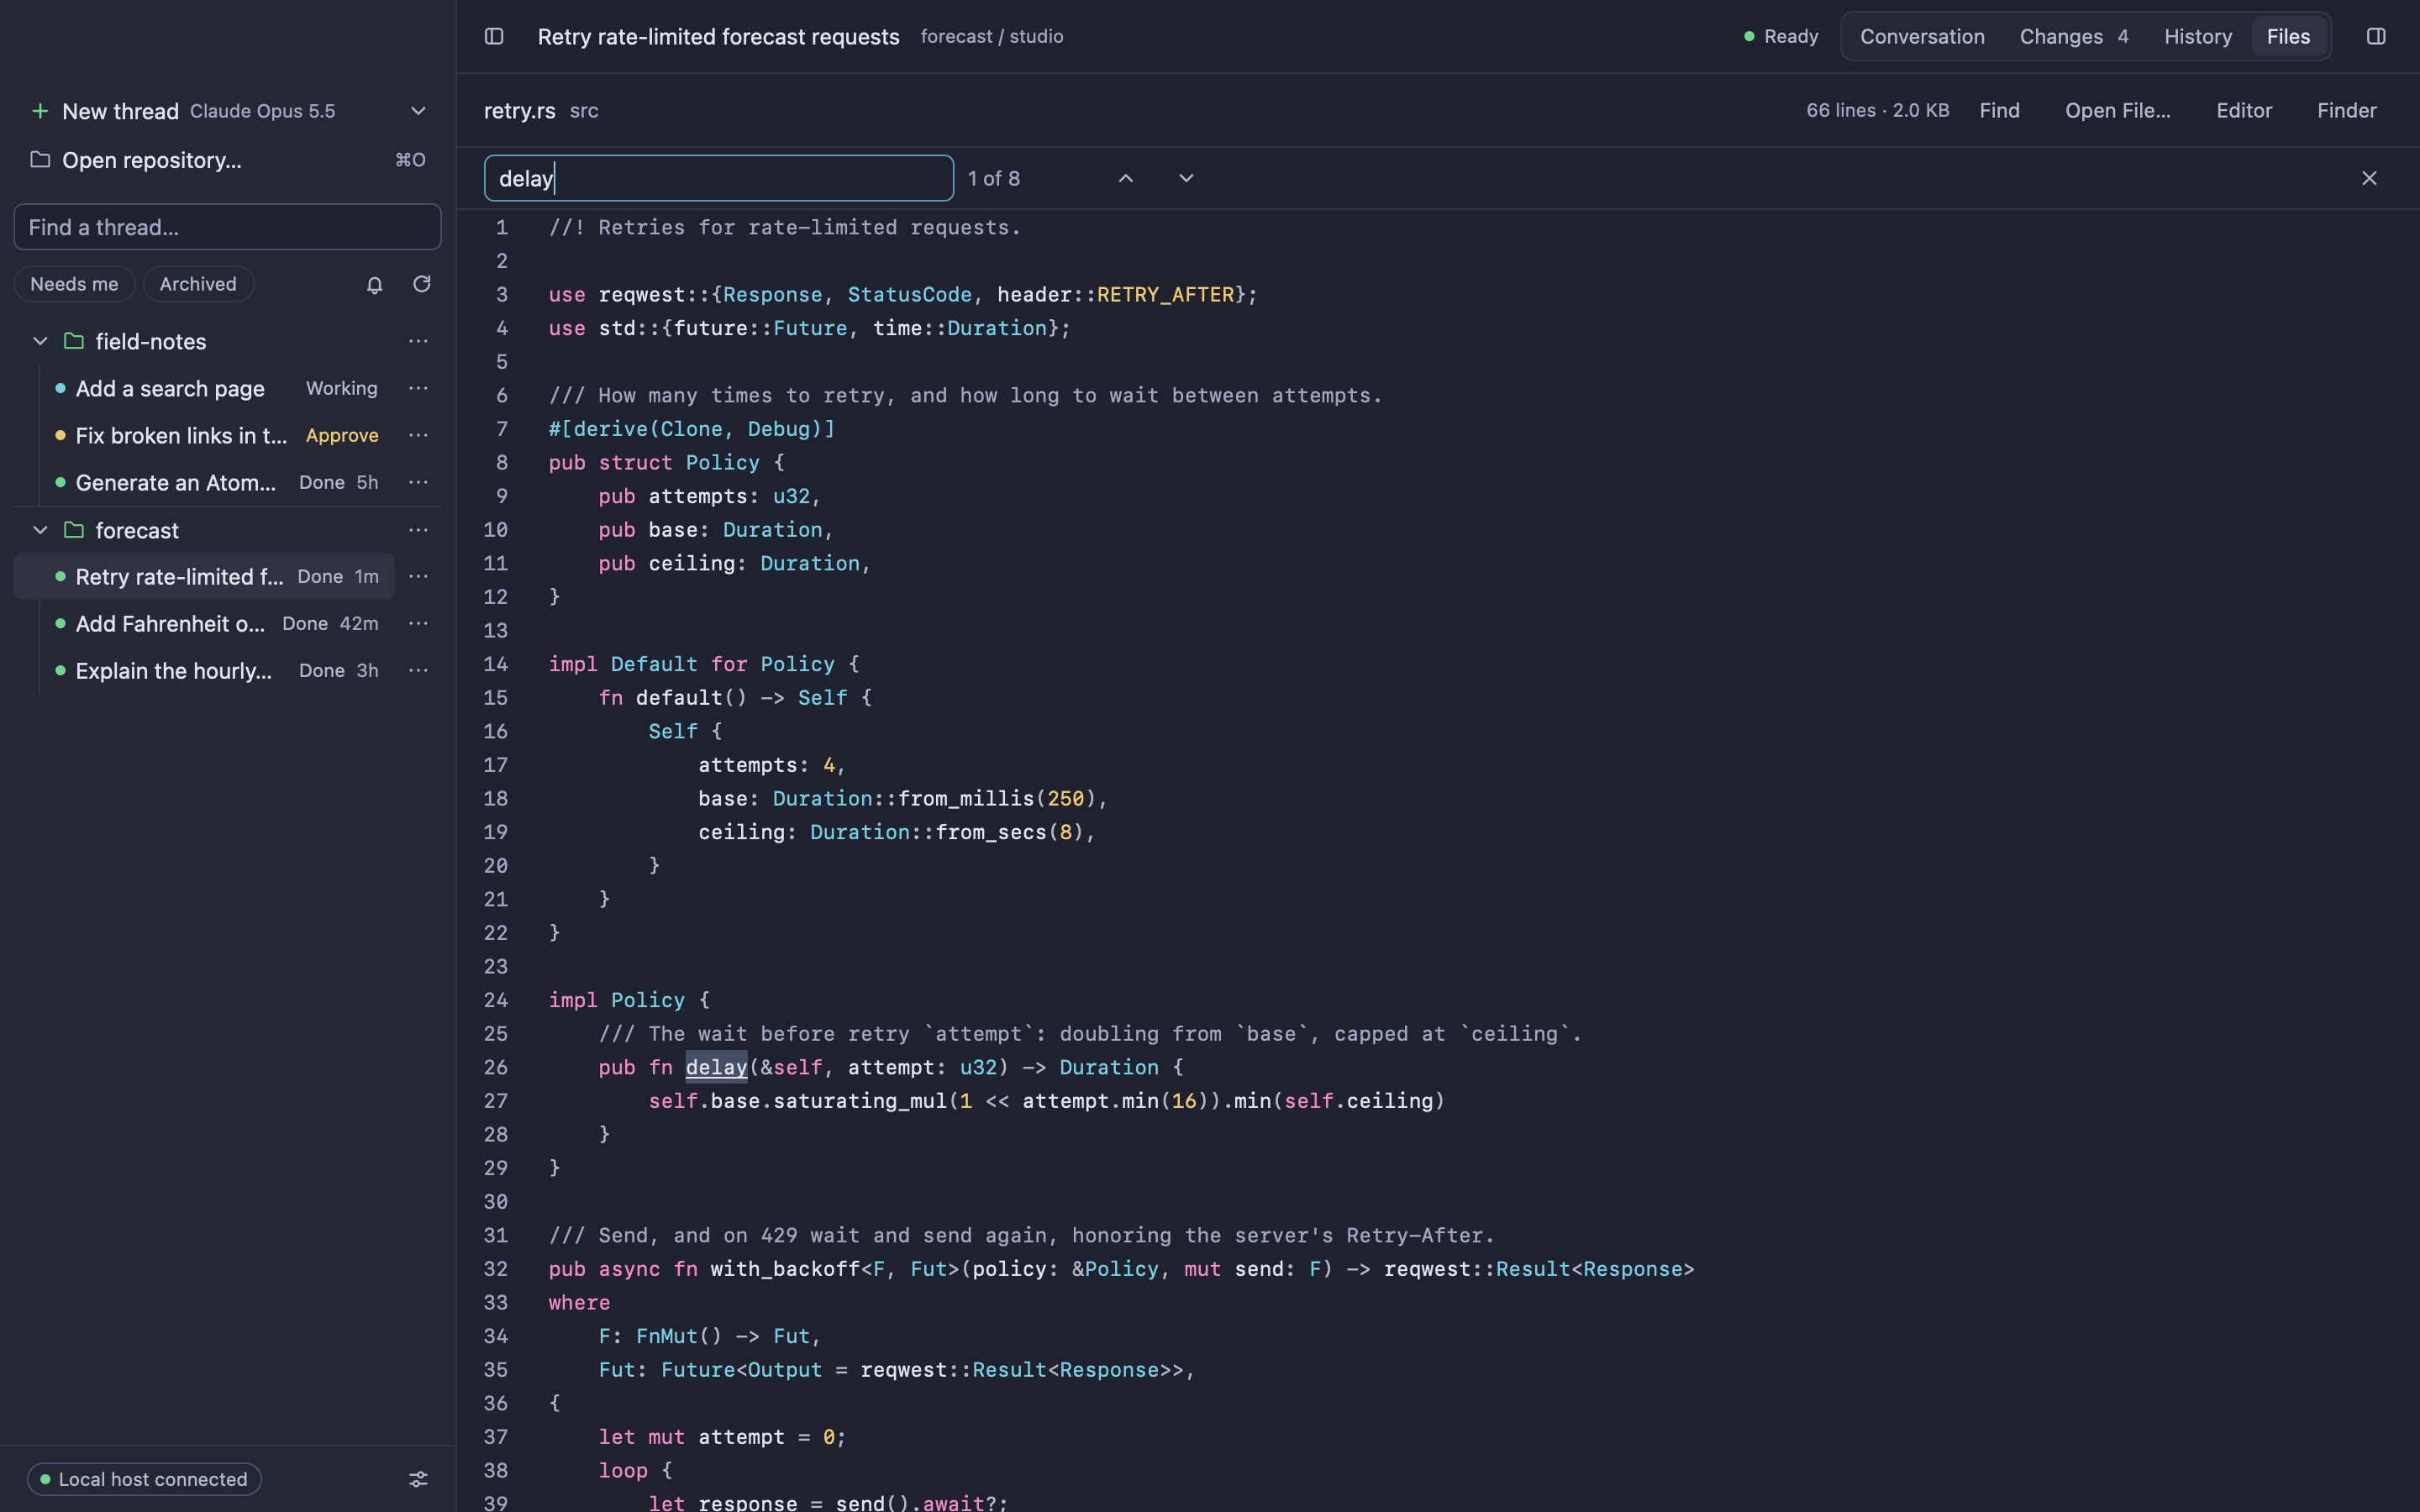 New thread Claude Opus 5.5
Open repository... ⌘O
Find a thread...
Needs me Archived
field-notes
Add a search page Working
Fix broken links in t... Approve
Generate an Atom... Done 5h
forecast
Retry rate-limited f... Done 1m
Add Fahrenheit o... Done 42m
Explain the hourly... Done 3h
Local host connected
Retry rate-limited forecast requests forecast / studio
Ready Conversation Changes 4 History Files
retry.rs src
66 lines · 2.0 KB Find Open File... Editor Finder
delay 1 of 8
1 //! Retries for rate-limited requests.
2
3 use reqwest::{Response, StatusCode, header::RETRY_AFTER};
4 use std::{future::Future, time::Duration};
5
6 /// How many times to retry, and how long to wait between attempts.
7 #[derive(Clone, Debug)]
8 pub struct Policy {
9     pub attempts: u32,
10     pub base: Duration,
11     pub ceiling: Duration,
12 }
13
14 impl Default for Policy {
15     fn default() -> Self {
16         Self {
17             attempts: 4,
18             base: Duration::from_millis(250),
19             ceiling: Duration::from_secs(8),
20         }
21     }
22 }
23
24 impl Policy {
25     /// The wait before retry `attempt`: doubling from `base`, capped at `ceiling`.
26     pub fn delay(&self, attempt: u32) -> Duration {
27         self.base.saturating_mul(1 << attempt.min(16)).min(self.ceiling)
28     }
29 }
30
31 /// Send, and on 429 wait and send again, honoring the server's Retry-After.
32 pub async fn with_backoff<F, Fut>(policy: &Policy, mut send: F) -> reqwest::Result<Response>
33 where
34     F: FnMut() -> Fut,
35     Fut: Future<Output = reqwest::Result<Response>>,
36 {
37     let mut attempt = 0;
38     loop {
39         let response = send().await?;